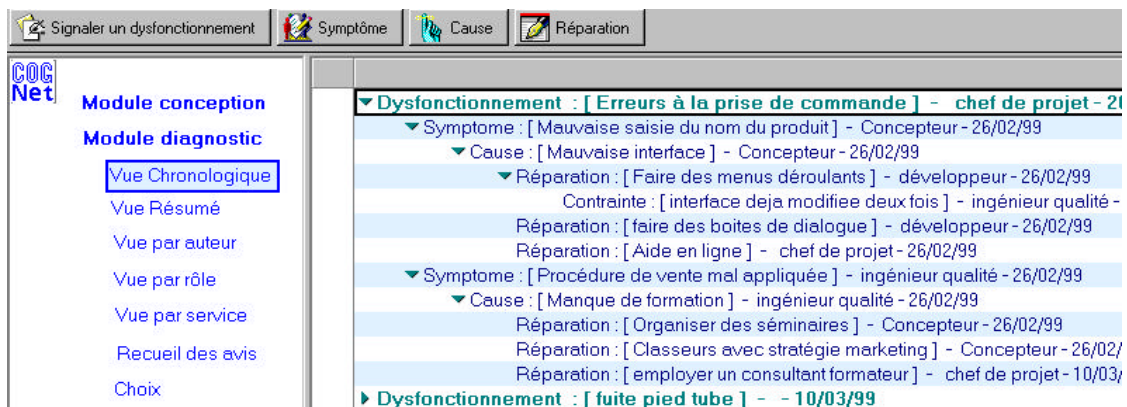 Signaler un dysfonctionnement Symptôme Cause Réparation
COG
Net
Module conception
Module diagnostic
Vue Chronologique
Vue Résumé
Vue par auteur
Vue par rôle
Vue par service
Recueil des avis
Choix
Dysfonctionnement : [ Erreurs à la prise de commande ] - chef de projet - 2
Symptome : [ Mauvaise saisie du nom du produit ] - Concepteur - 26/02/99
Cause : [ Mauvaise interface ] - Concepteur - 26/02/99
Réparation : [ Faire des menus déroulants ] - développeur - 26/02/99
Contrainte : [ interface deja modifiee deux fois ] - ingénieur qualité -
Réparation : [ faire des boites de dialogue ] - développeur - 26/02/99
Réparation : [ Aide en ligne ] - chef de projet - 26/02/99
Symptome : [ Procédure de vente mal appliquée ] - ingénieur qualité - 26/02/99
Cause : [ Manque de formation ] - ingénieur qualité - 26/02/99
Réparation : [ Organiser des séminaires ] - Concepteur - 26/02/99
Réparation : [ Classeurs avec stratégie marketing ] - Concepteur - 26/02/
Réparation : [ employer un consultant formateur ] - chef de projet - 10/03/
Dysfonctionnement : [ fuite pied tube ] - - 10/03/99